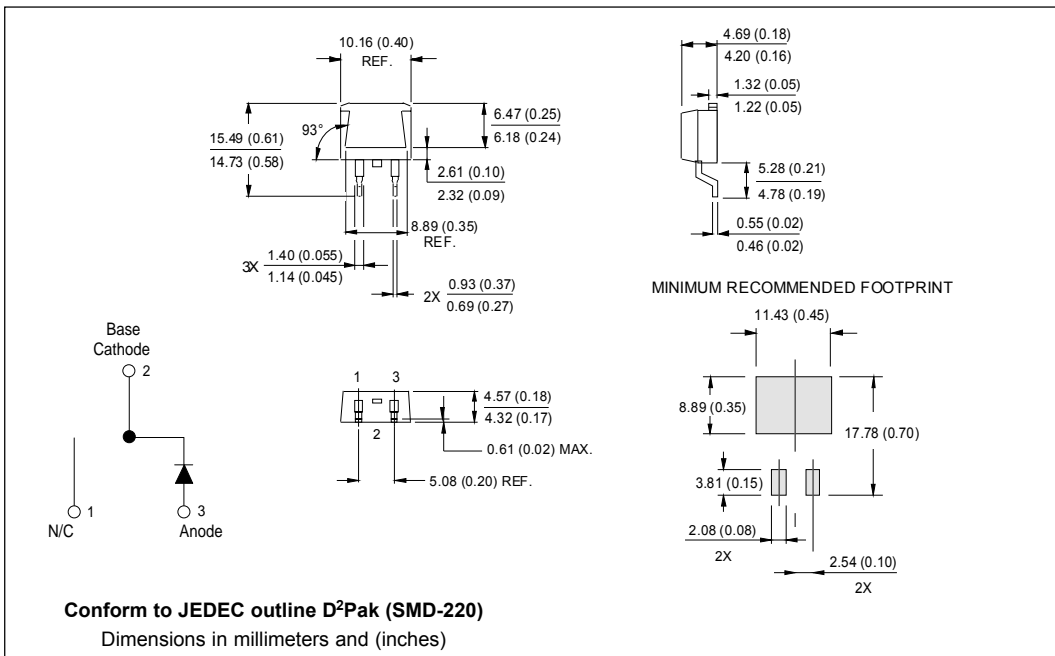 10.16 (0.40)
REF.
15.49 (0.61)
14.73 (0.58)
93°
6.47 (0.25)
6.18 (0.24)
2.61 (0.10)
2.32 (0.09)
8.89 (0.35)
REF.
3X
1.40 (0.055)
1.14 (0.045)
2X
0.93 (0.37)
0.69 (0.27)
4.69 (0.18)
4.20 (0.16)
1.32 (0.05)
1.22 (0.05)
5.28 (0.21)
4.78 (0.19)
0.55 (0.02)
0.46 (0.02)
Base
Cathode
2
1
N/C
3
Anode
1 3
2
4.57 (0.18)
4.32 (0.17)
0.61 (0.02) MAX.
5.08 (0.20) REF.
MINIMUM RECOMMENDED FOOTPRINT
11.43 (0.45)
8.89 (0.35)
17.78 (0.70)
3.81 (0.15)
2.08 (0.08)
2X
2.54 (0.10)
2X
Conform to JEDEC outline D²Pak (SMD-220)
Dimensions in millimeters and (inches)